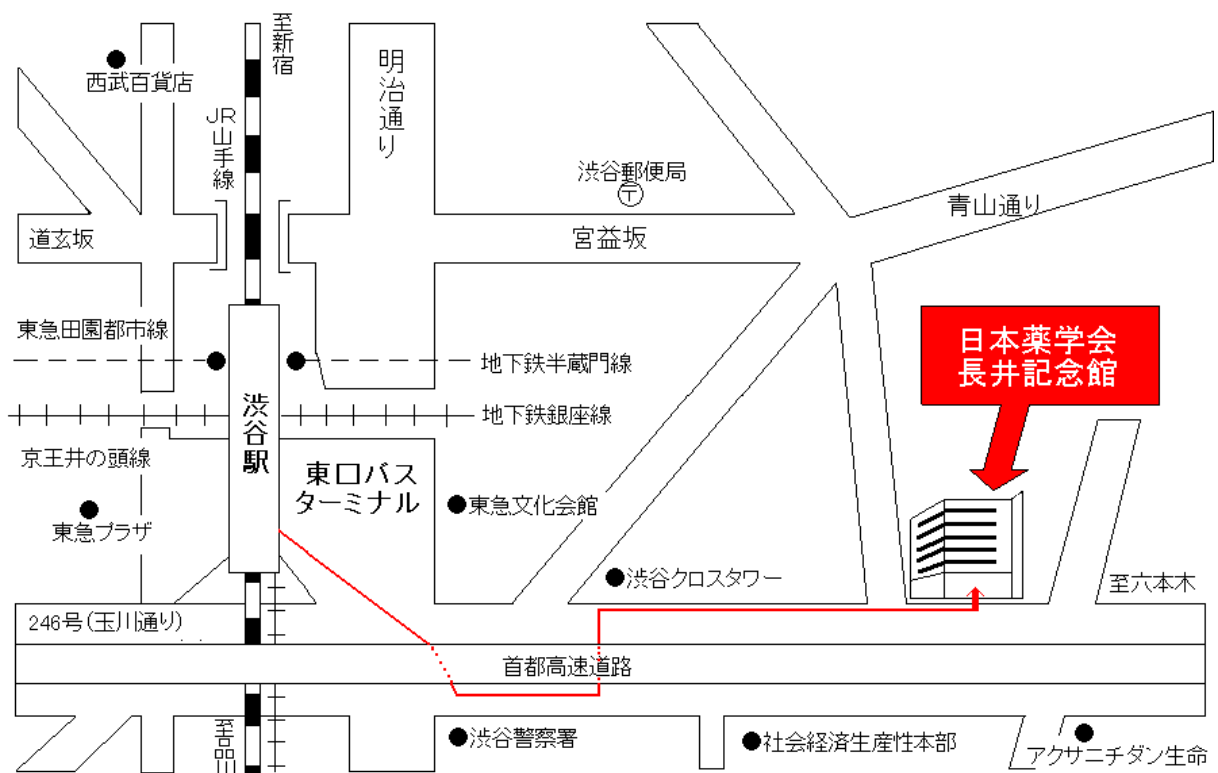 至新宿
西武百貨店
JR山手線
明治通り
渋谷郵便局
〒
青山通り
道玄坂
宮益坂
東急田園都市線
地下鉄半蔵門線
日本薬学会
長井記念館
渋谷駅
地下鉄銀座線
京王井の頭線
東口バス
ターミナル
東急文化会館
東急プラザ
渋谷クロスタワー
至六本木
246号(玉川通り)
首都高速道路
渋谷警察署
社会経済生産性本部
アクサニチダン生命